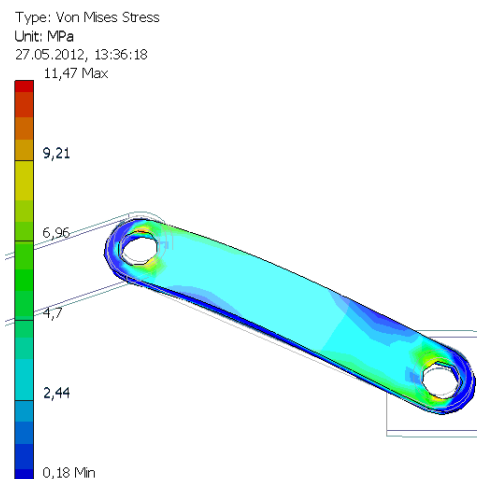 Type: Von Mises Stress
Unit: MPa
27.05.2012, 13:36:18
11,47 Max
9,21
6,96
4,7
2,44
0,18 Min